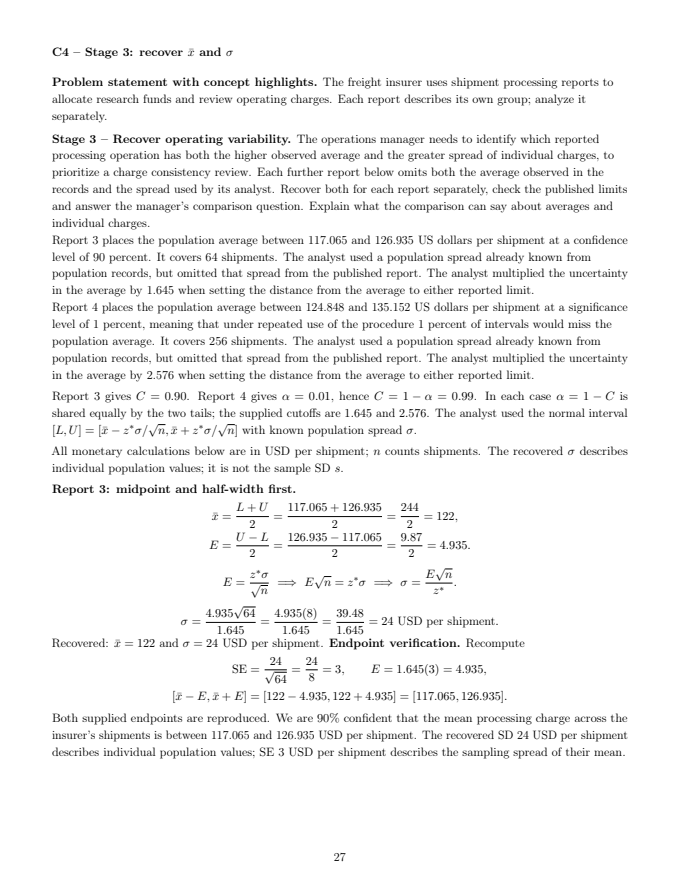 C4 – Stage 3: recover x̄ and σ
Problem statement with concept highlights. The freight insurer uses shipment processing reports to
allocate research funds and review operating charges. Each report describes its own group; analyze it
separately.
Stage 3 – Recover operating variability. The operations manager needs to identify which reported
processing operation has both the higher observed average and the greater spread of individual charges, to
prioritize a charge consistency review. Each further report below omits both the average observed in the
records and the spread used by its analyst. Recover both for each report separately, check the published limits
and answer the manager's comparison question. Explain what the comparison can say about averages and
individual charges.
Report 3 places the population average between 117.065 and 126.935 US dollars per shipment at a confidence
level of 90 percent. It covers 64 shipments. The analyst used a population spread already known from
population records, but omitted that spread from the published report. The analyst multiplied the uncertainty
in the average by 1.645 when setting the distance from the average to either reported limit.
Report 4 places the population average between 124.848 and 135.152 US dollars per shipment at a significance
level of 1 percent, meaning that under repeated use of the procedure 1 percent of intervals would miss the
population average. It covers 256 shipments. The analyst used a population spread already known from
population records, but omitted that spread from the published report. The analyst multiplied the uncertainty
in the average by 2.576 when setting the distance from the average to either reported limit.
Report 3 gives C = 0.90. Report 4 gives α = 0.01, hence C = 1 − α = 0.99. In each case α = 1 − C is
shared equally by the two tails; the supplied cutoffs are 1.645 and 2.576. The analyst used the normal interval
[L, U] = [x̄ − z*σ/√n, x̄ + z*σ/√n] with known population spread σ.
All monetary calculations below are in USD per shipment; n counts shipments. The recovered σ describes
individual population values; it is not the sample SD s.
Report 3: midpoint and half-width first.
x̄ = (L + U)/2 = (117.065 + 126.935)/2 = 244/2 = 122,
E = (U − L)/2 = (126.935 − 117.065)/2 = 9.87/2 = 4.935.
E = z*σ/√n ⟹ E√n = z*σ ⟹ σ = E√n/z*.
σ = 4.935√64/1.645 = 4.935(8)/1.645 = 39.48/1.645 = 24 USD per shipment.
Recovered: x̄ = 122 and σ = 24 USD per shipment. Endpoint verification. Recompute
SE = 24/√64 = 24/8 = 3, E = 1.645(3) = 4.935,
[x̄ − E, x̄ + E] = [122 − 4.935, 122 + 4.935] = [117.065, 126.935].
Both supplied endpoints are reproduced. We are 90% confident that the mean processing charge across the
insurer's shipments is between 117.065 and 126.935 USD per shipment. The recovered SD 24 USD per shipment
describes individual population values; SE 3 USD per shipment describes the sampling spread of their mean.
27